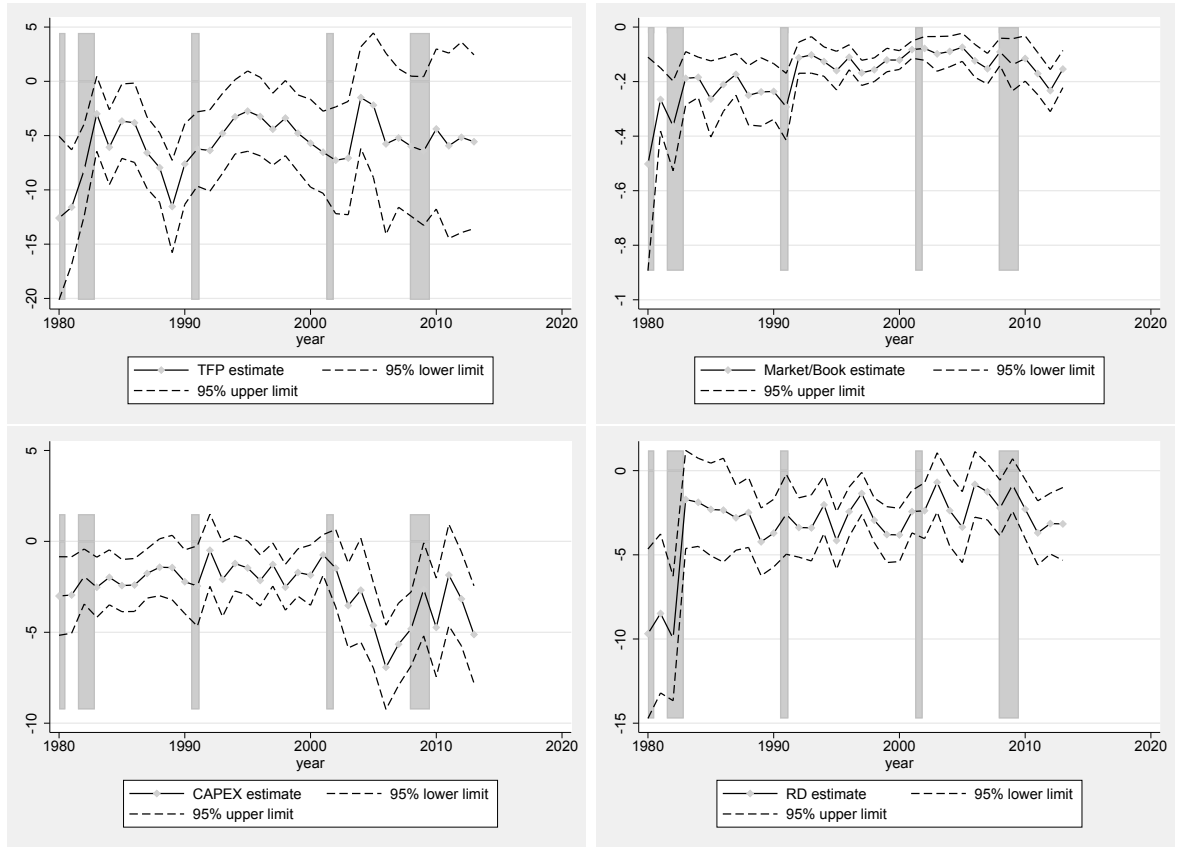 5
0
-5
-10
-15
-20
1980 1990 2000 2010 2020
year
TFP estimate 95% lower limit
95% upper limit
0
-.2
-.4
-.6
-.8
-1
1980 1990 2000 2010 2020
year
Market/Book estimate 95% lower limit
95% upper limit
5
0
-5
-10
1980 1990 2000 2010 2020
year
CAPEX estimate 95% lower limit
95% upper limit
0
-5
-10
-15
1980 1990 2000 2010 2020
year
RD estimate 95% lower limit
95% upper limit